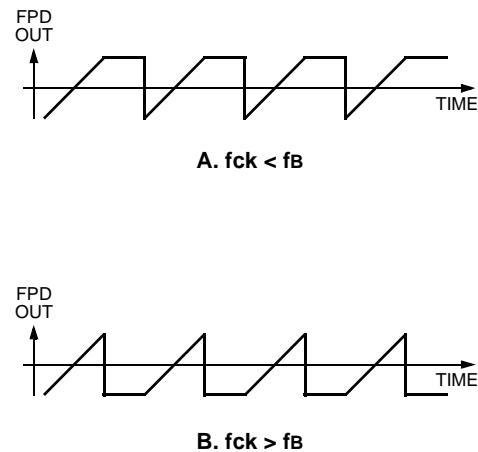 FPD
OUT
TIME
A. fck < fB
FPD
OUT
TIME
B. fck > fB